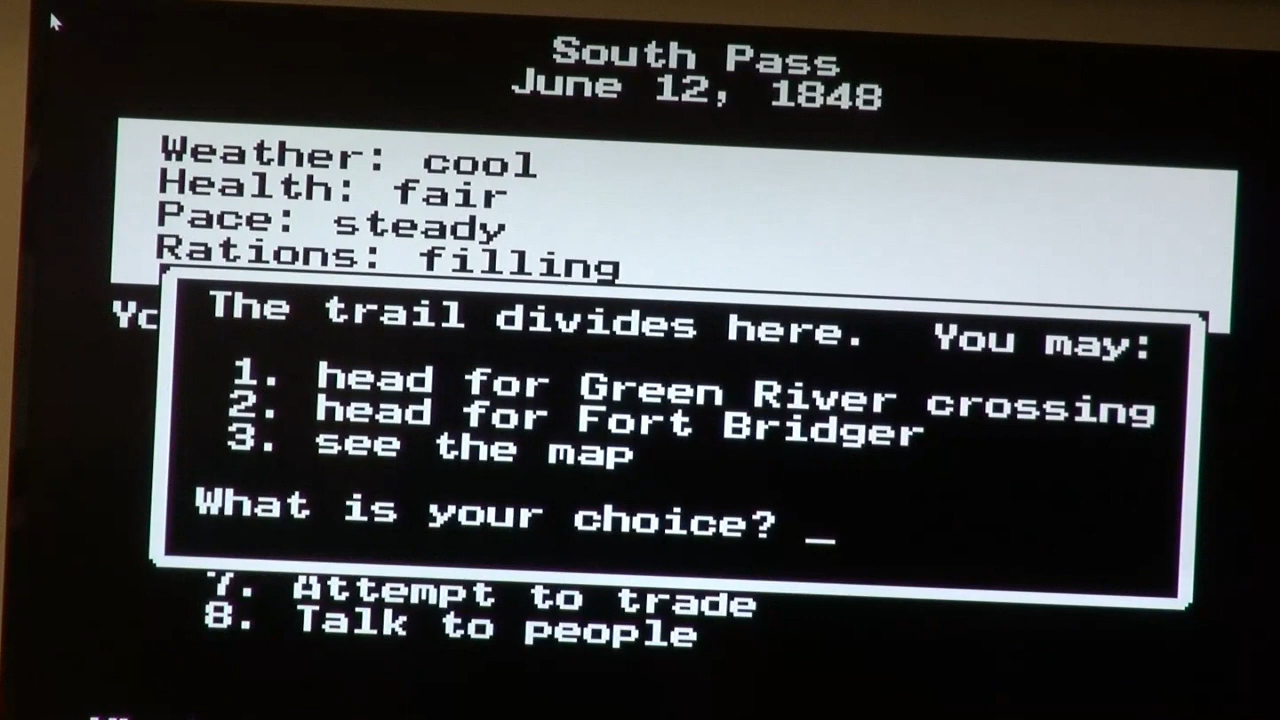 South Pass
June 12, 1848
Weather: cool
Health: fair
Pace: steady
Rations: filling
The trail divides here. You may:
1. head for Green River crossing
2. head for Fort Bridger
3. see the map
What is your choice? _
7. Attempt to trade
8. Talk to people